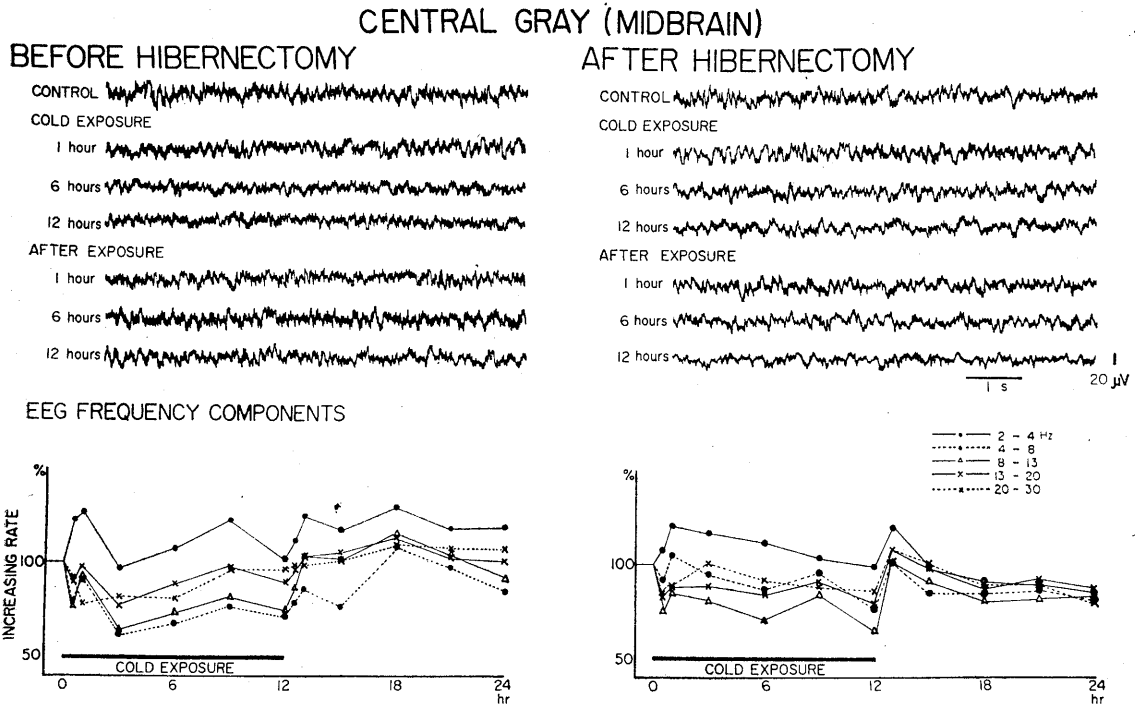 CENTRAL GRAY (MIDBRAIN)
BEFORE HIBERNECTOMY
CONTROL
COLD EXPOSURE
1 hour
6 hours
12 hours
AFTER EXPOSURE
1 hour
6 hours
12 hours
AFTER HIBERNECTOMY
CONTROL
COLD EXPOSURE
1 hour
6 hours
12 hours
AFTER EXPOSURE
1 hour
6 hours
12 hours
1 s
20 μV
EEG FREQUENCY COMPONENTS
%
INCREASING RATE
100
50
COLD EXPOSURE
0 6 12 18 24
hr
2 - 4 Hz
4 - 8
8 - 13
13 - 20
20 - 30
%
100
50
COLD EXPOSURE
0 6 12 18 24
hr